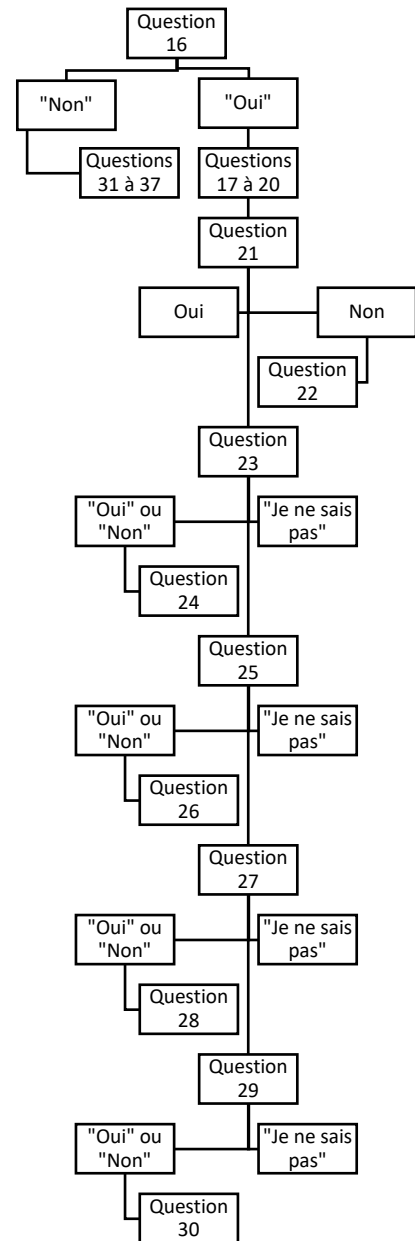 Question
16
"Non"
"Oui"
Questions
31 à 37
Questions
17 à 20
Question
21
Oui
Non
Question
22
Question
23
"Oui" ou
"Non"
"Je ne sais
pas"
Question
24
Question
25
"Oui" ou
"Non"
"Je ne sais
pas"
Question
26
Question
27
"Oui" ou
"Non"
"Je ne sais
pas"
Question
28
Question
29
"Oui" ou
"Non"
"Je ne sais
pas"
Question
30